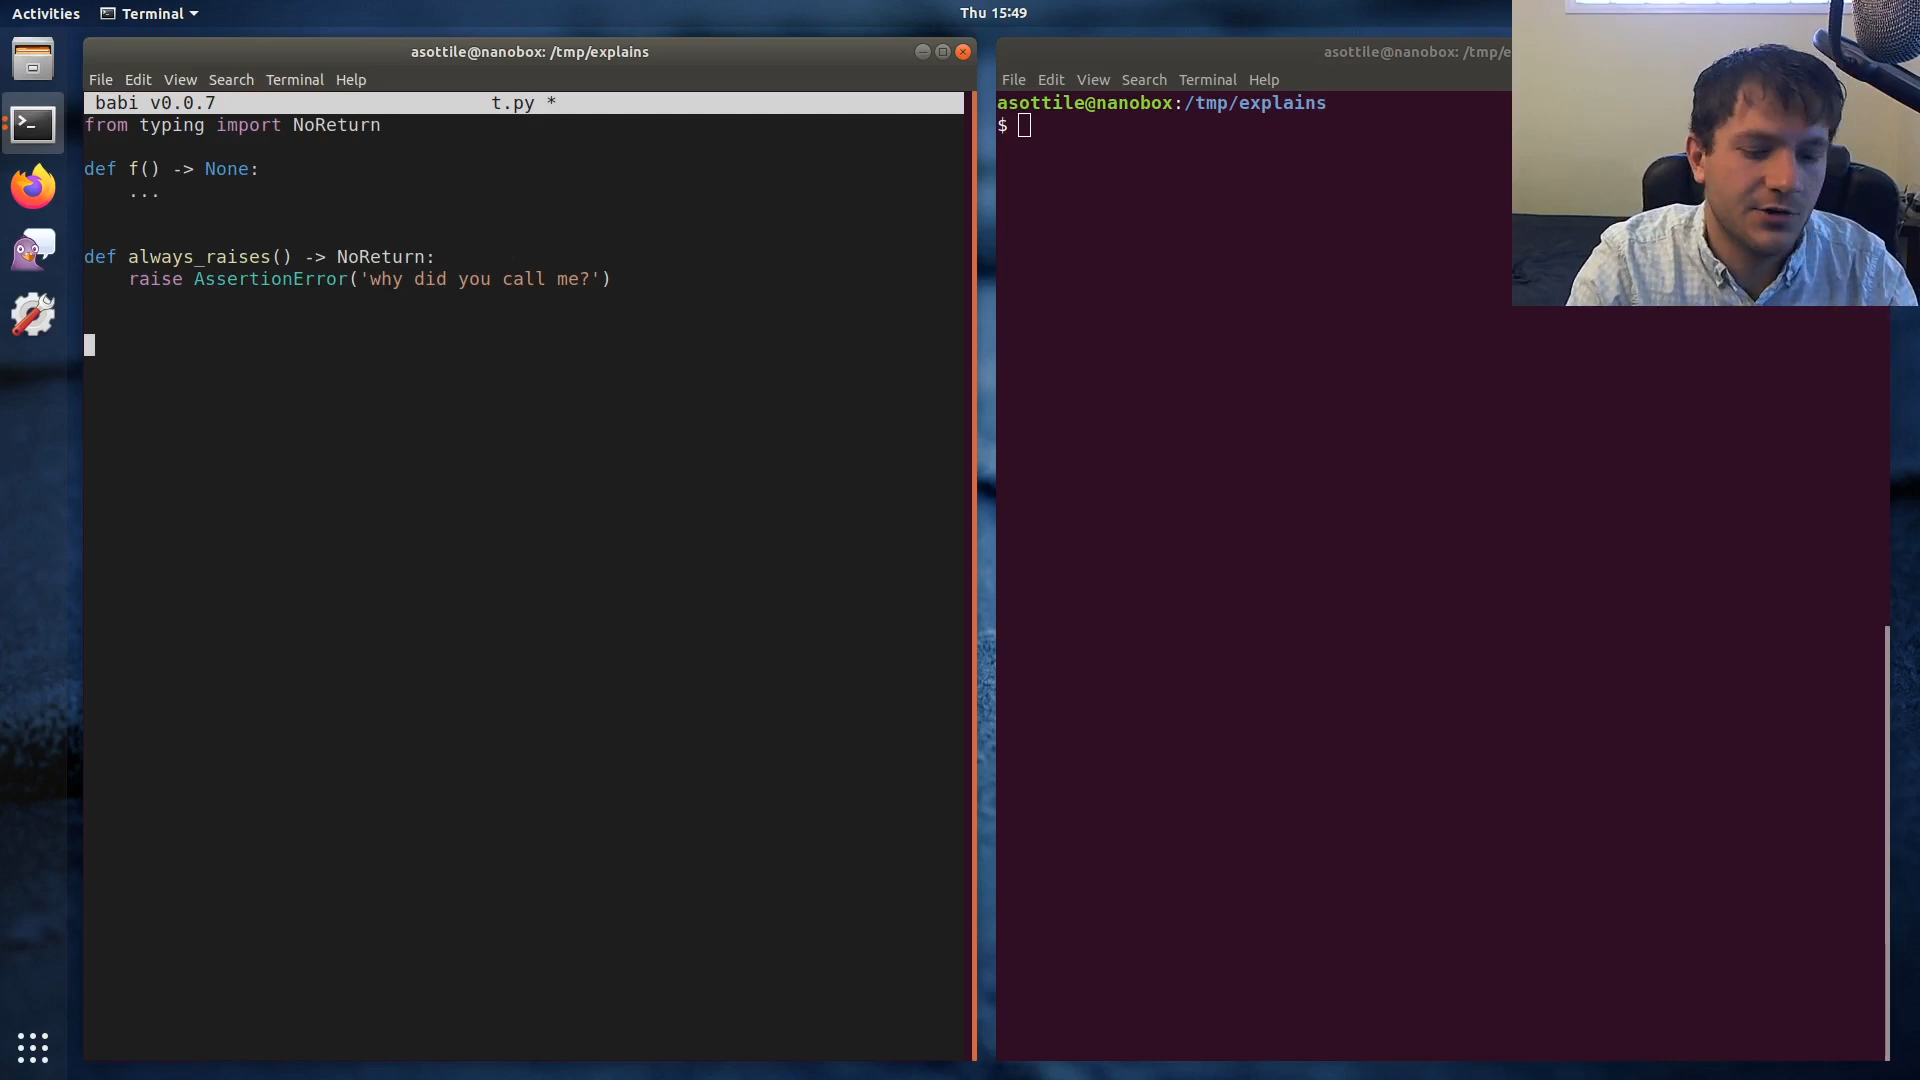 Activities
Terminal
Thu 15:49
asottile@nanobox: /tmp/explains
File Edit View Search Terminal Help
babi v0.0.7 t.py *
from typing import NoReturn
def f() -> None:
...
def always_raises() -> NoReturn:
raise AssertionError('why did you call me?')
asottile@nanobox: /tmp/e
File Edit View Search Terminal Help
asottile@nanobox:/tmp/explains
$